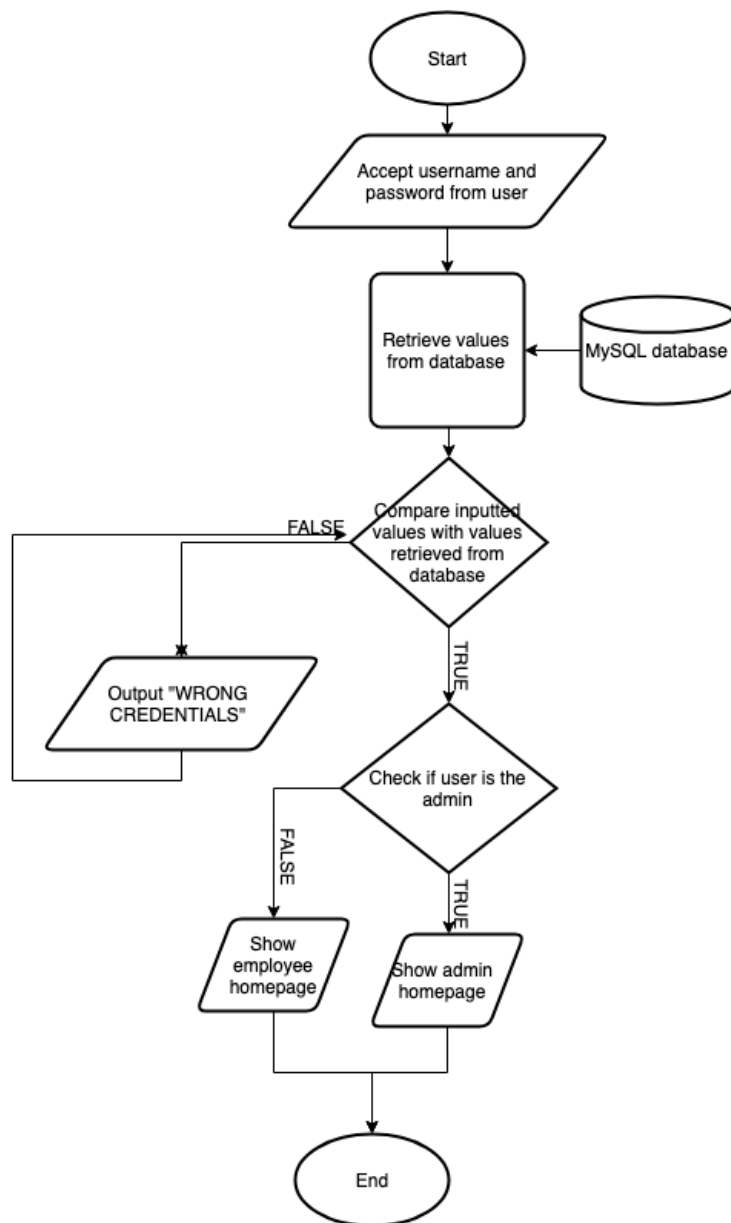 Start
Accept username and
password from user
Retrieve values
from database
MySQL database
Compare inputted
values with values
retrieved from
database
FALSE
TRUE
Output "WRONG
CREDENTIALS"
Check if user is the
admin
FALSE
TRUE
Show
employee
homepage
Show admin
homepage
End